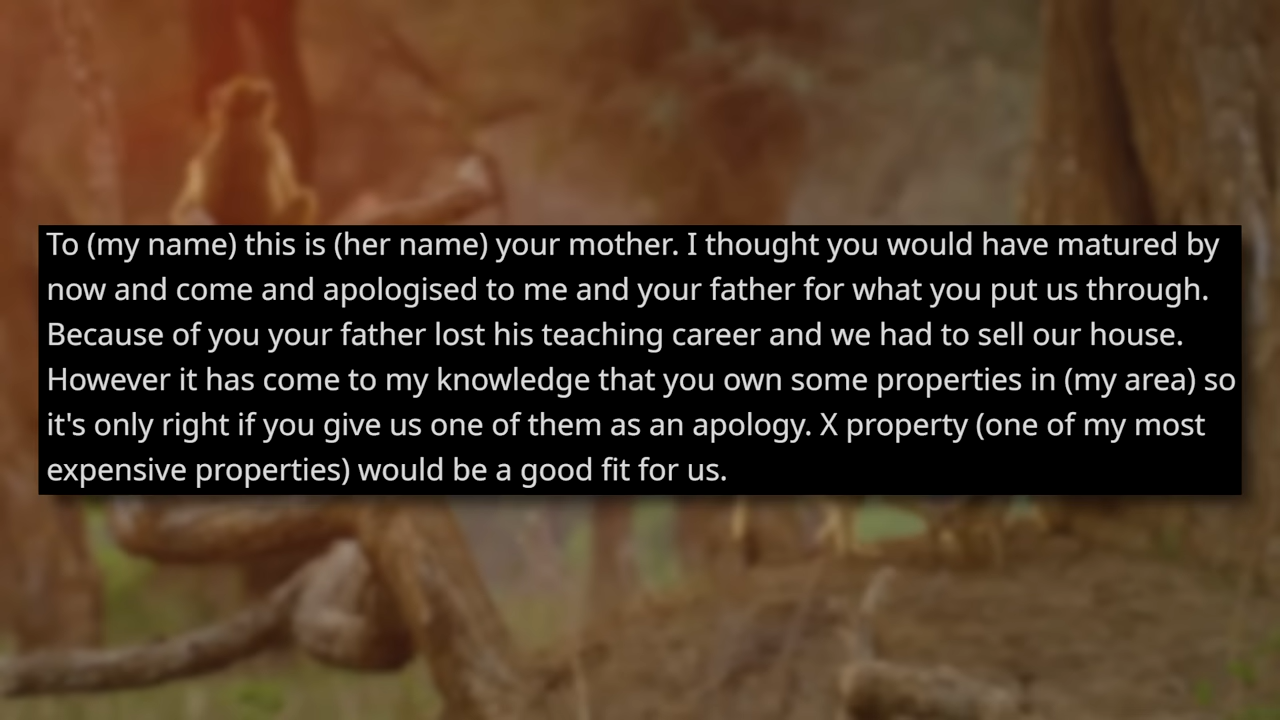 To (my name) this is (her name) your mother. I thought you would have matured by
now and come and apologised to me and your father for what you put us through.
Because of you your father lost his teaching career and we had to sell our house.
However it has come to my knowledge that you own some properties in (my area) so
it's only right if you give us one of them as an apology. X property (one of my most
expensive properties) would be a good fit for us.